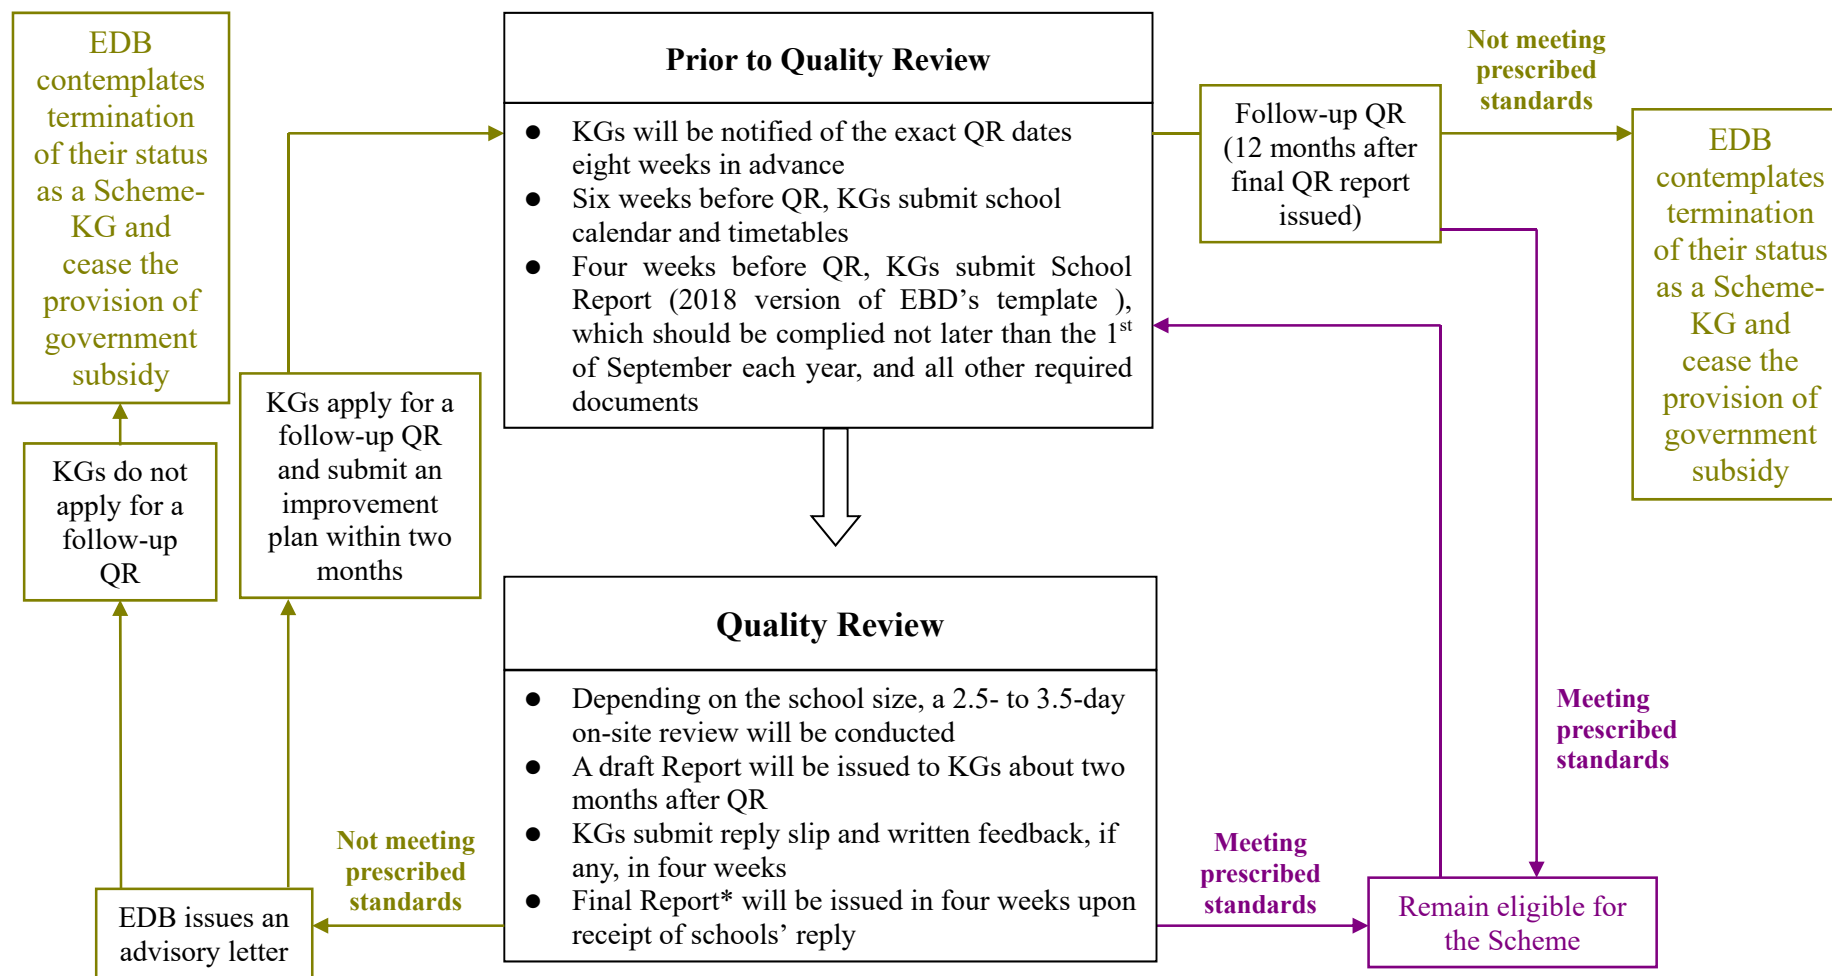 EDB
contemplates
termination
of their status
as a Scheme-
KG and
cease the
provision of
government
subsidy
KGs do not
apply for a
follow-up
QR
KGs apply for a
follow-up QR
and submit an
improvement
plan within two
months
Prior to Quality Review
● KGs will be notified of the exact QR dates
eight weeks in advance
● Six weeks before QR, KGs submit school
calendar and timetables
● Four weeks before QR, KGs submit School
Report (2018 version of EBD’s template ),
which should be complied not later than the 1st
of September each year, and all other required
documents
Follow-up QR
(12 months after
final QR report
issued)
Not meeting
prescribed
standards
EDB
contemplates
termination
of their status
as a Scheme-
KG and
cease the
provision of
government
subsidy
Quality Review
● Depending on the school size, a 2.5- to 3.5-day
on-site review will be conducted
● A draft Report will be issued to KGs about two
months after QR
● KGs submit reply slip and written feedback, if
any, in four weeks
● Final Report* will be issued in four weeks upon
receipt of schools’ reply
Not meeting
prescribed
standards
EDB issues an
advisory letter
Meeting
prescribed
standards
Meeting
prescribed
standards
Remain eligible for
the Scheme